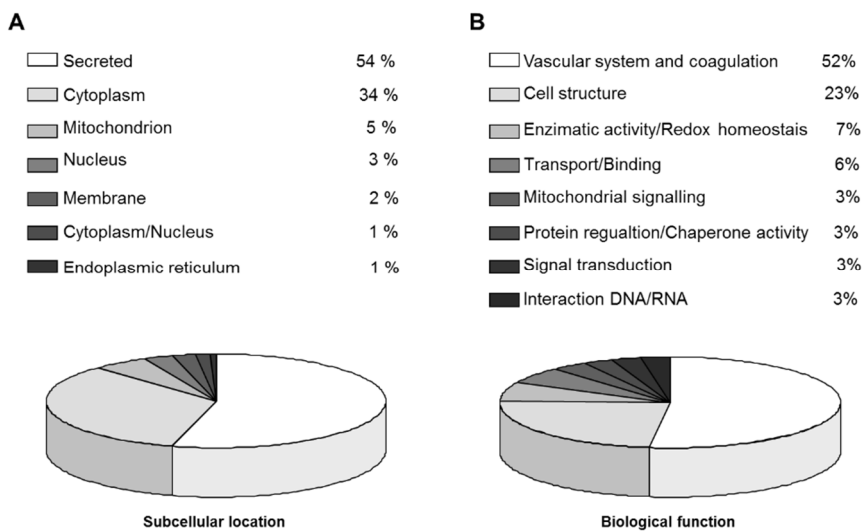 A
Secreted 54 %
Cytoplasm 34 %
Mitochondrion 5 %
Nucleus 3 %
Membrane 2 %
Cytoplasm/Nucleus 1 %
Endoplasmic reticulum 1 %
Subcellular location
B
Vascular system and coagulation 52%
Cell structure 23%
Enzimatic activity/Redox homeostais 7%
Transport/Binding 6%
Mitochondrial signalling 3%
Protein regualtion/Chaperone activity 3%
Signal transduction 3%
Interaction DNA/RNA 3%
Biological function